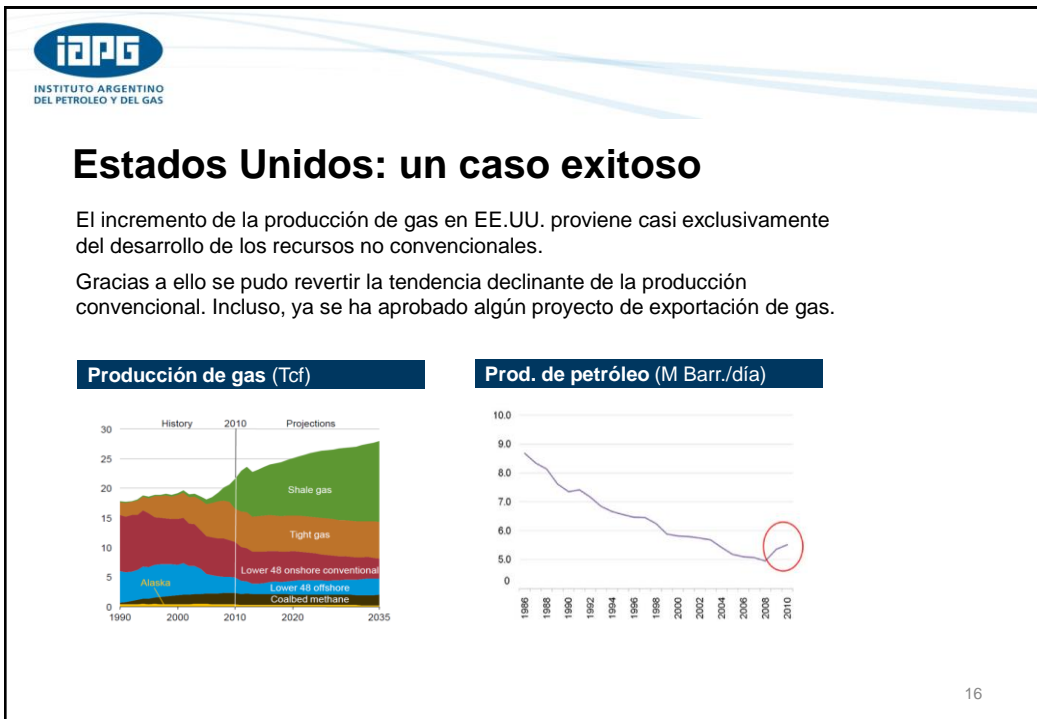 iapg
INSTITUTO ARGENTINO
DEL PETROLEO Y DEL GAS
Estados Unidos: un caso exitoso
El incremento de la producción de gas en EE.UU. proviene casi exclusivamente
del desarrollo de los recursos no convencionales.
Gracias a ello se pudo revertir la tendencia declinante de la producción
convencional. Incluso, ya se ha aprobado algún proyecto de exportación de gas.
Producción de gas (Tcf)
History 2010 Projections
30
25
20
15
10
5
0
Shale gas
Tight gas
Lower 48 onshore conventional
Alaska
Lower 48 offshore
Coalbed methane
1990 2000 2010 2020 2035
Prod. de petróleo (M Barr./día)
10.0
9.0
8.0
7.0
6.0
5.0
0
1986 1988 1990 1992 1994 1996 1998 2000 2002 2004 2006 2008 2010
16